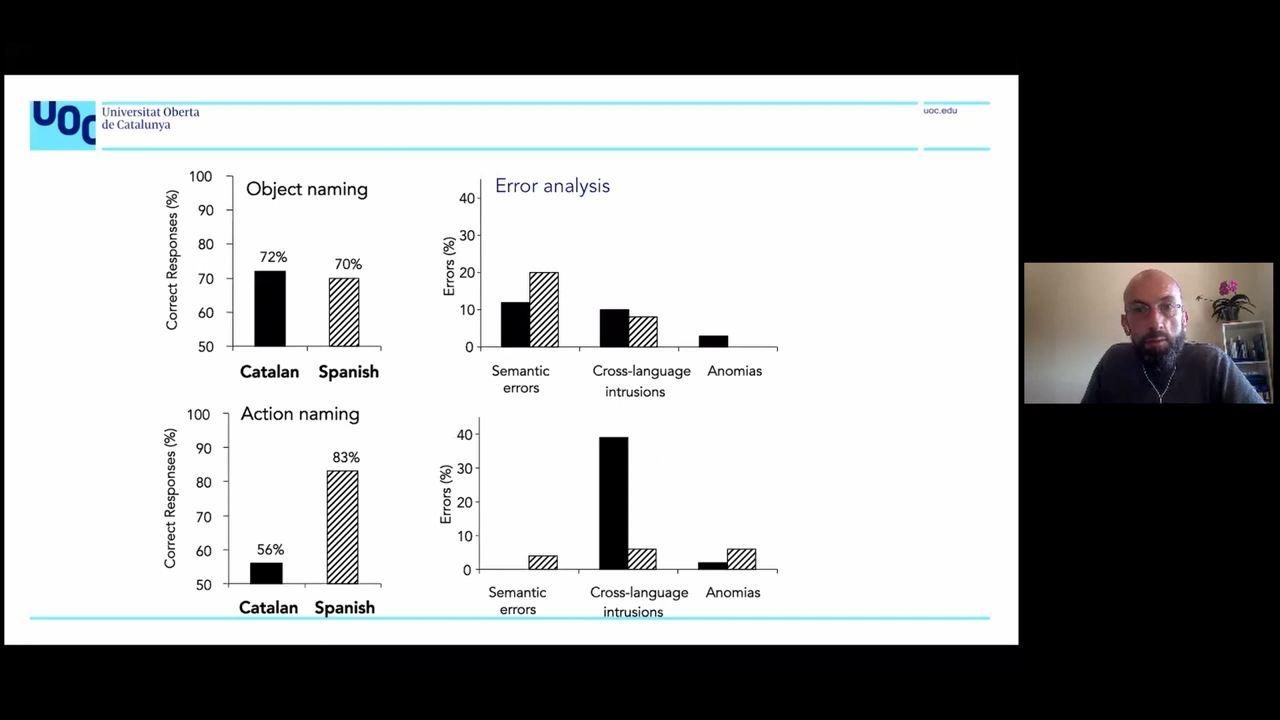 UOC
Universitat Oberta
de Catalunya
uoc.edu
Object naming
Correct Responses (%)
100
90
80
70
60
50
72%
70%
Catalan
Spanish
Error analysis
Errors (%)
40
30
20
10
0
Semantic
errors
Cross-language
intrusions
Anomias
Action naming
Correct Responses (%)
100
90
80
70
60
50
56%
83%
Catalan
Spanish
Errors (%)
40
30
20
10
0
Semantic
errors
Cross-language
intrusions
Anomias